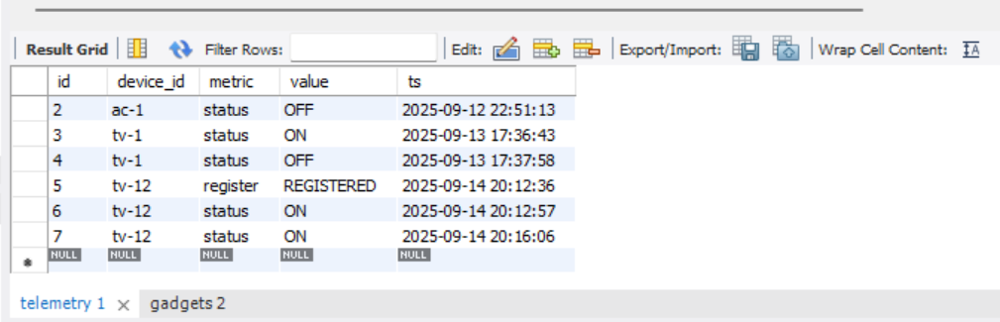 Result Grid Filter Rows: Edit: Export/Import: Wrap Cell Content: IA
id device_id metric value ts
2 ac-1 status OFF 2025-09-12 22:51:13
3 tv-1 status ON 2025-09-13 17:36:43
4 tv-1 status OFF 2025-09-13 17:37:58
5 tv-12 register REGISTERED 2025-09-14 20:12:36
6 tv-12 status ON 2025-09-14 20:12:57
7 tv-12 status ON 2025-09-14 20:16:06
NULL NULL NULL NULL NULL
telemetry 1 × gadgets 2